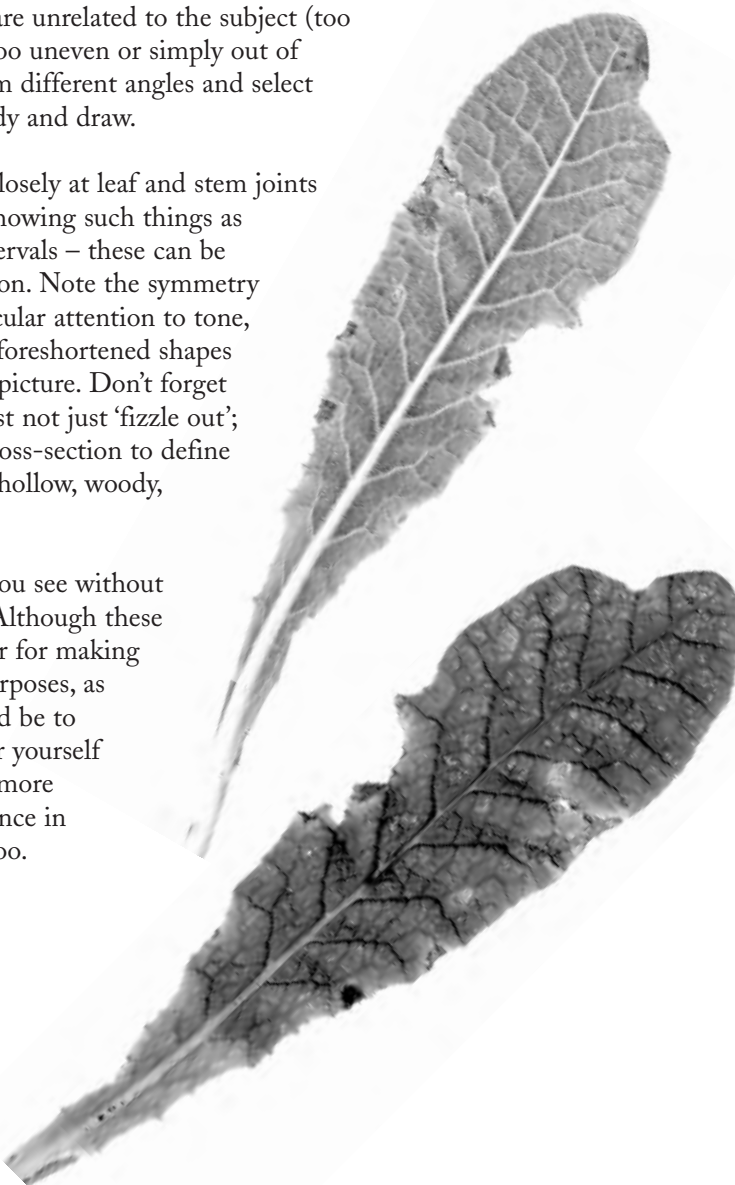 are unrelated to the subject (too
oo uneven or simply out of
m different angles and select
dy and draw.
losely at leaf and stem joints
howing such things as
ervals – these can be
on. Note the symmetry
cular attention to tone,
foreshortened shapes
picture. Don’t forget
st not just ‘fizzle out’;
oss-section to define
hollow, woody,
ou see without
Although these
r for making
rposes, as
d be to
r yourself
more
nce in
oo.